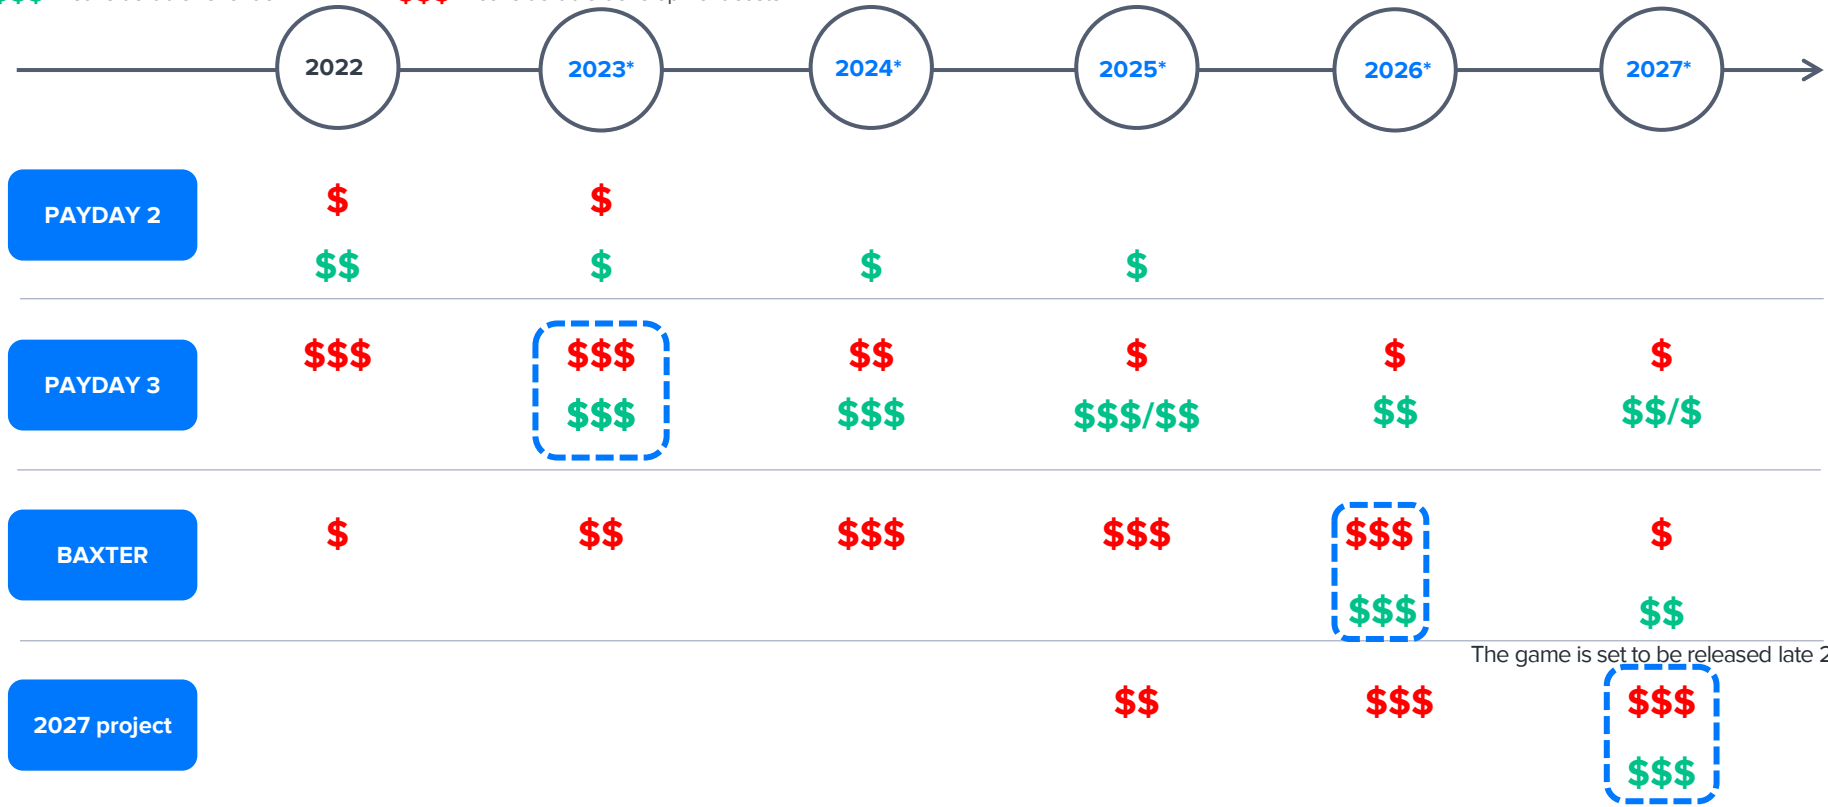 $$$ $$$
2022 2023* 2024* 2025* 2026* 2027*
$ $
PAYDAY 2
$$ $ $ $
$$$ $$$ $$ $ $ $
PAYDAY 3
$$$ $$$ $$$/$$ $$ $$/$
$ $$ $$$ $$$ $$$ $
BAXTER
$$$ $$
The game is set to be released late
$$ $$$ $$$
2027 project
$$$